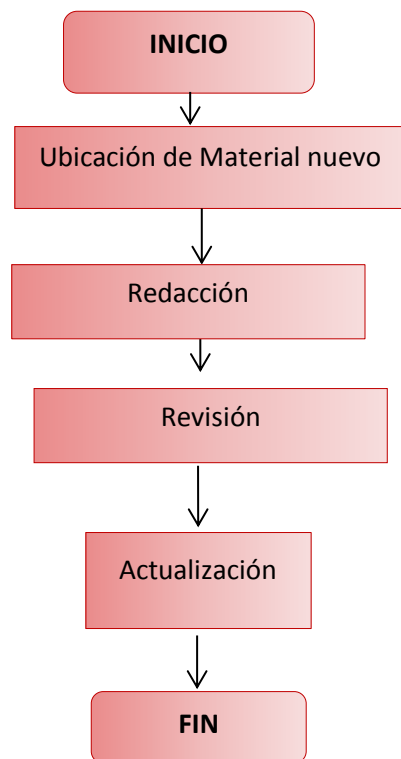 INICIO
Ubicación de Material nuevo
Redacción
Revisión
Actualización
FIN